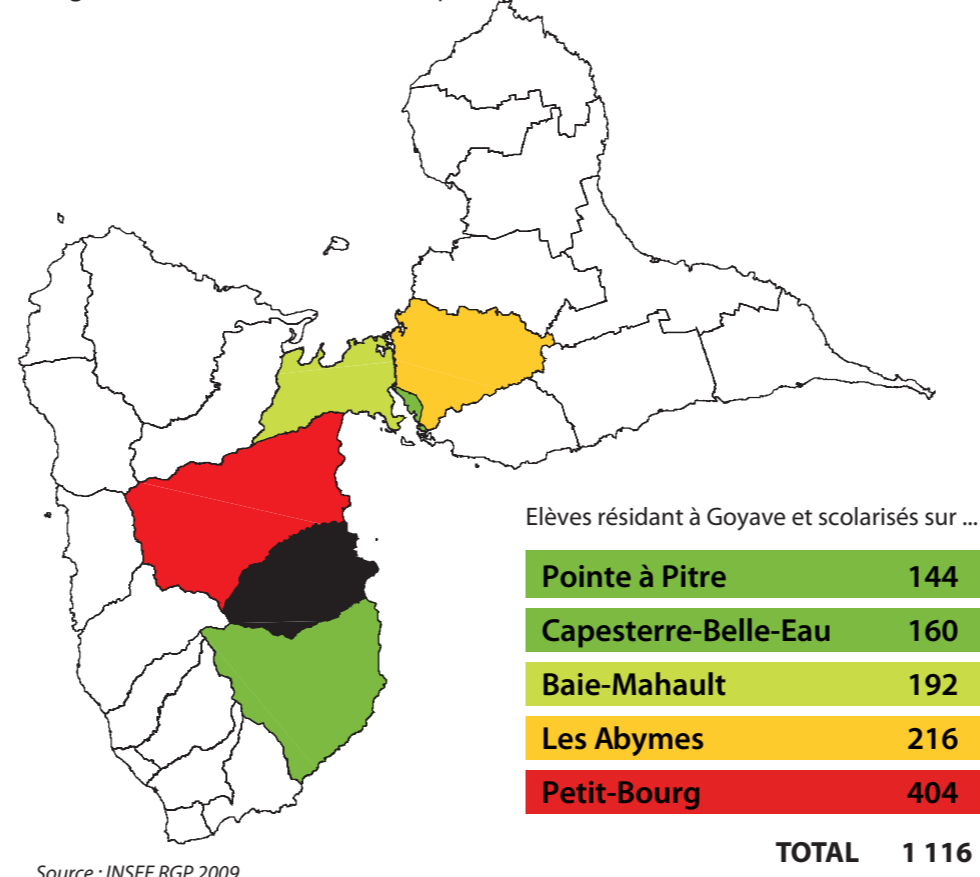 Elèves résidant à Goyave et scolarisés sur ...
Pointe à Pitre 144
Capesterre-Belle-Eau 160
Baie-Mahault 192
Les Abymes 216
Petit-Bourg 404
TOTAL 1 116
Source : INSEE RGP 2009